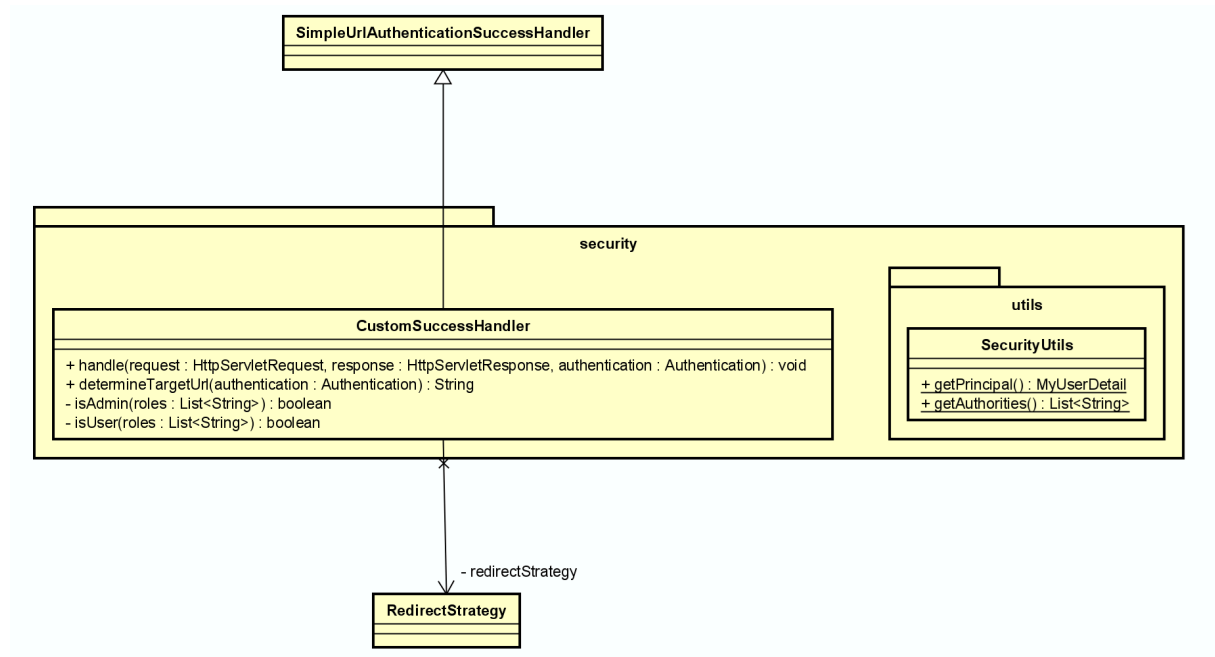 SimpleUrlAuthenticationSuccessHandler
security
CustomSuccessHandler
+ handle(request : HttpServletRequest, response : HttpServletResponse, authentication : Authentication) : void
+ determineTargetUrl(authentication : Authentication) : String
- isAdmin(roles : List<String>) : boolean
- isUser(roles : List<String>) : boolean
utils
SecurityUtils
+ getPrincipal() : MyUserDetail
+ getAuthorities() : List<String>
- redirectStrategy
RedirectStrategy